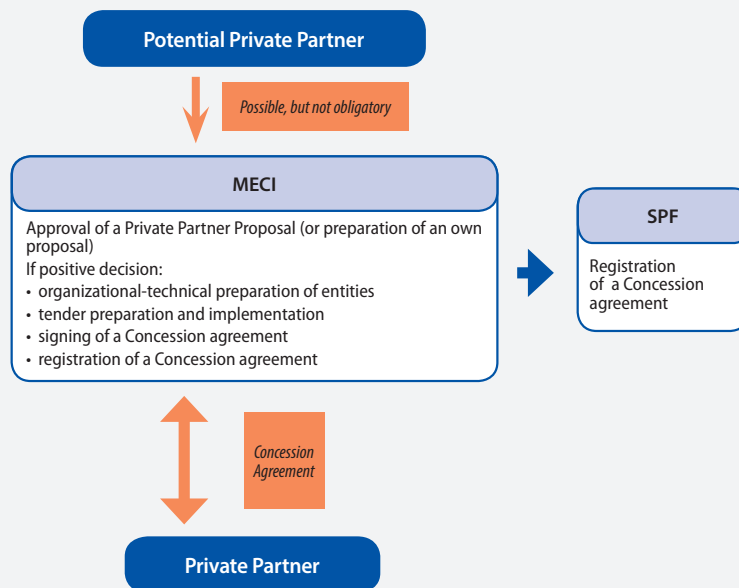 Potential Private Partner
Possible, but not obligatory
MECI
Approval of a Private Partner Proposal (or preparation of an own
proposal)
If positive decision:
• organizational-technical preparation of entities
• tender preparation and implementation
• signing of a Concession agreement
• registration of a Concession agreement
SPF
Registration
of a Concession
agreement
Concession
Agreement
Private Partner